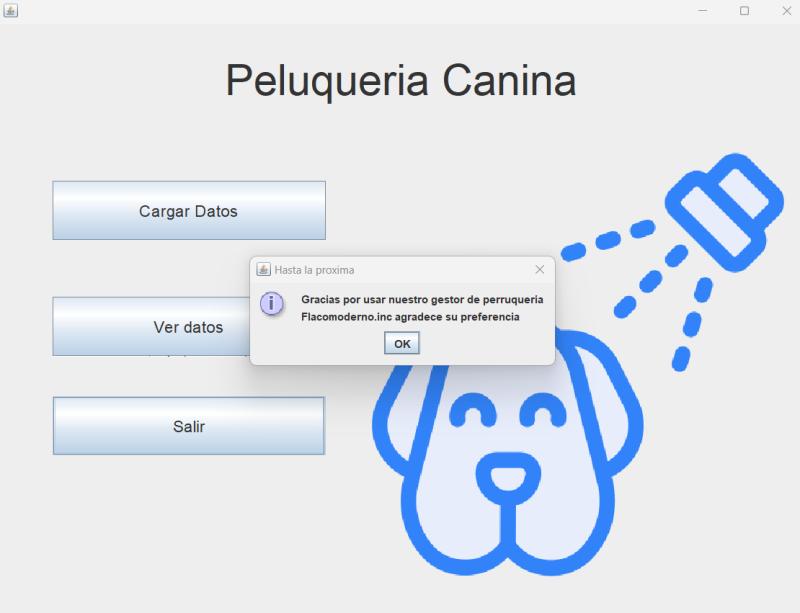 Peluqueria Canina
Cargar Datos
Hasta la proxima
Gracias por usar nuestro gestor de perruqueria
Flacomoderno.inc agradece su preferencia
OK
Ver datos
Salir